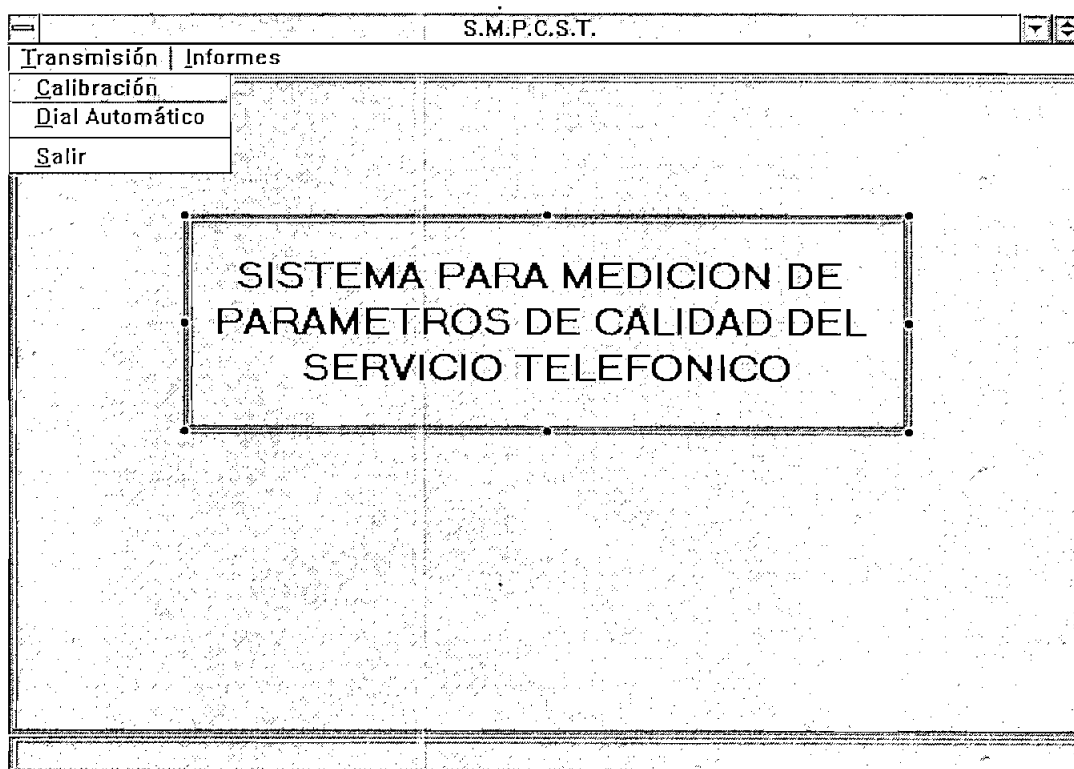 S.M.P.C.S.T.
Transmisión Informes
Calibración
Dial Automático
Salir
SISTEMA PARA MEDICION DE
PARAMETROS DE CALIDAD DEL
SERVICIO TELEFONICO